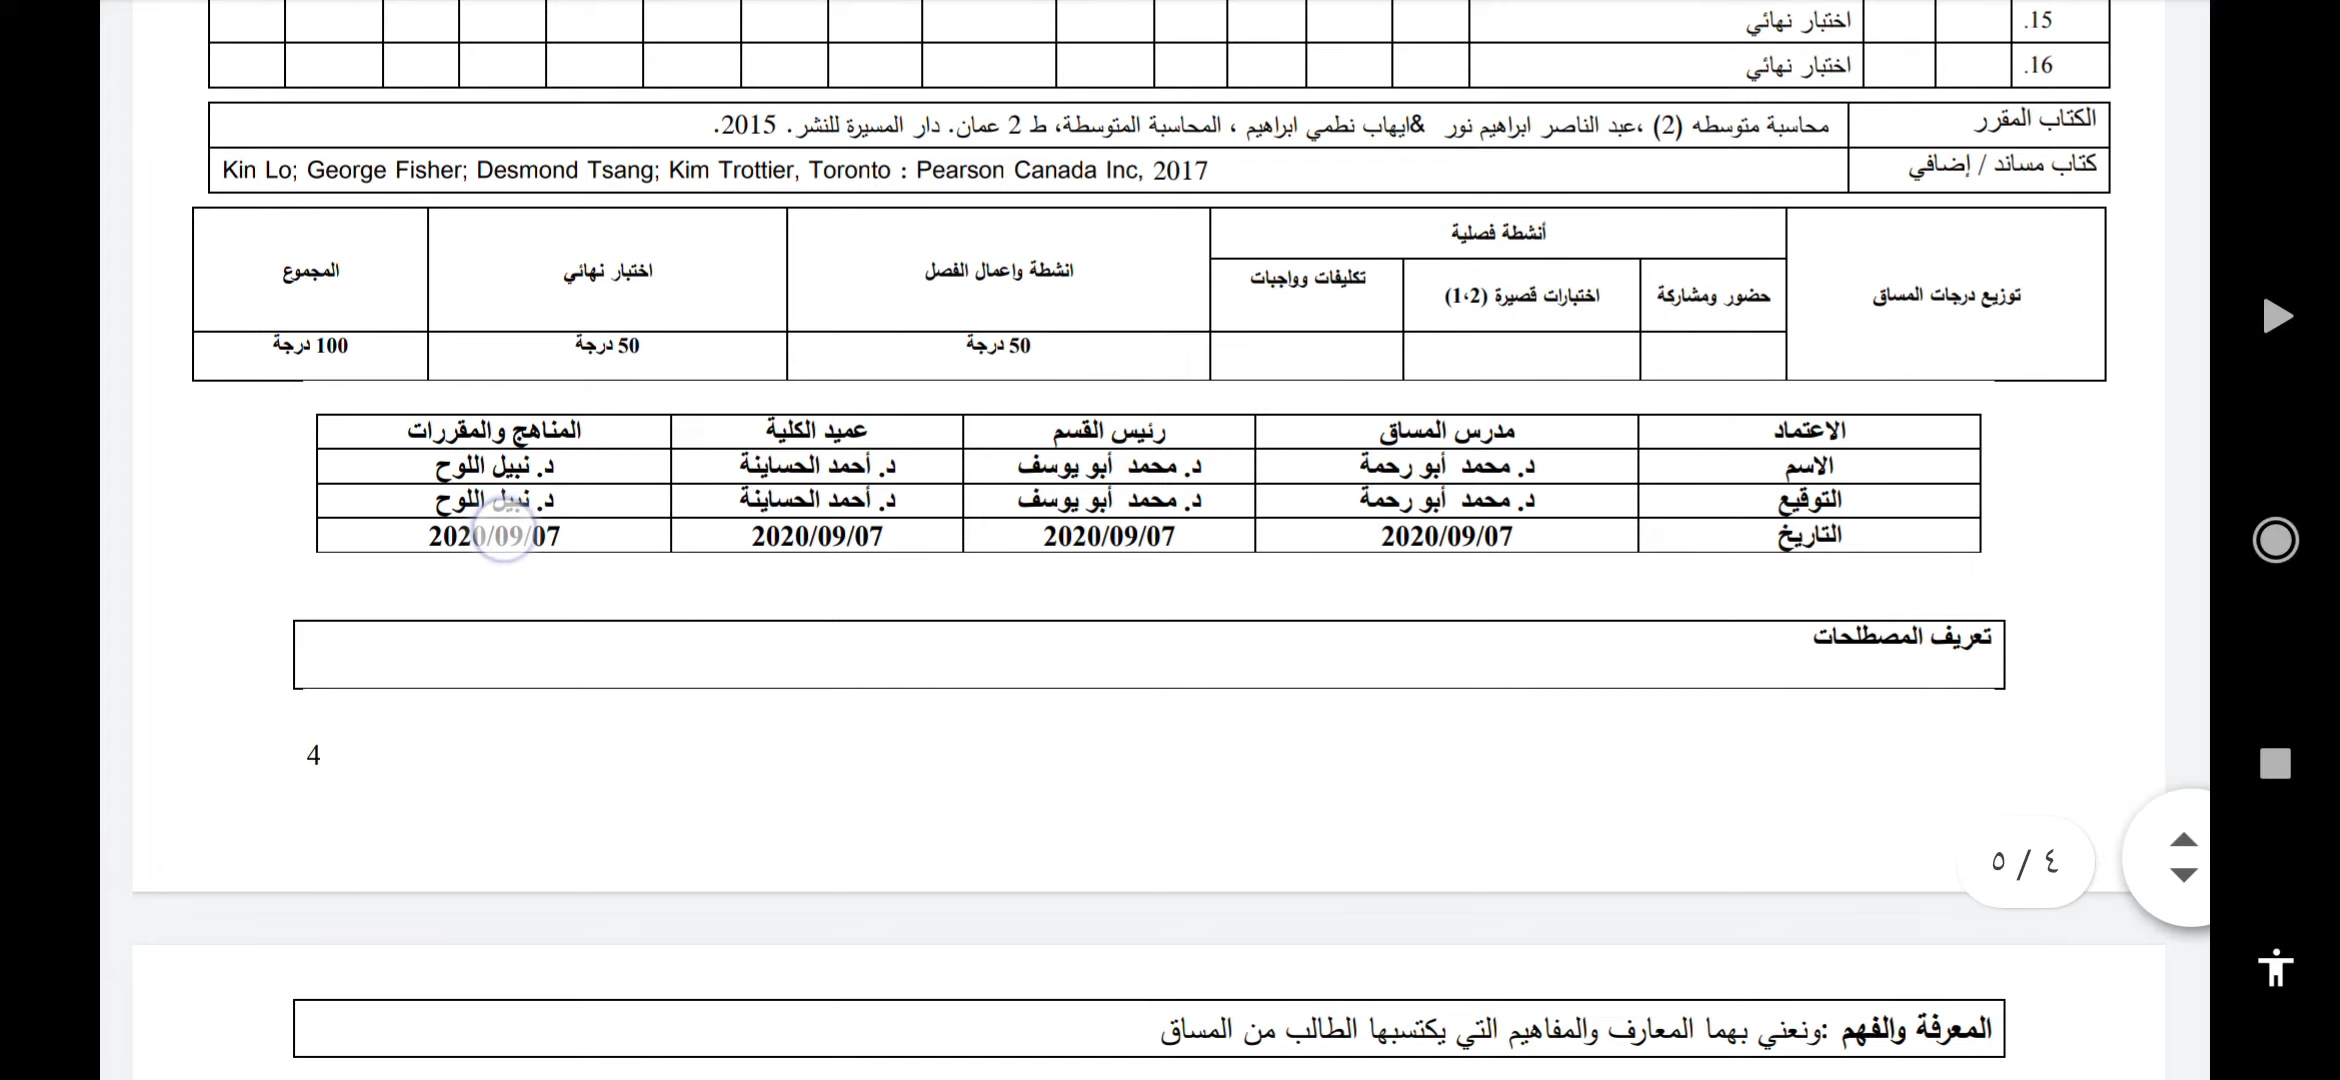 15. اختبار نهائي
16. اختبار نهائي
الكتاب المقرر محاسبة متوسطه (2) ،عبد الناصر ابراهيم نور &ايهاب نطمي ابراهيم ، المحاسبة المتوسطة، ط 2 عمان. دار المسيرة للنشر. 2015.
كتاب مساند / إضافي Kin Lo; George Fisher; Desmond Tsang; Kim Trottier, Toronto : Pearson Canada Inc, 2017
أنشطة فصلية
توزيع درجات المساق حضور ومشاركة اختبارات قصيرة (1،2) تكليفات وواجبات انشطة واعمال الفصل اختبار نهائي المجموع
50 درجة 50 درجة 100 درجة
الاعتماد مدرس المساق رئيس القسم عميد الكلية المناهج والمقررات
الاسم د. محمد أبو رحمة د. محمد أبو يوسف د. أحمد الحساينة د. نبيل اللوح
التوقيع د. محمد أبو رحمة د. محمد أبو يوسف د. أحمد الحساينة د. نبيل اللوح
التاريخ 2020/09/07 2020/09/07 2020/09/07 2020/09/07
تعريف المصطلحات
4
٤ / ٥
المعرفة والفهم :ونعني بهما المعارف والمفاهيم التي يكتسبها الطالب من المساق